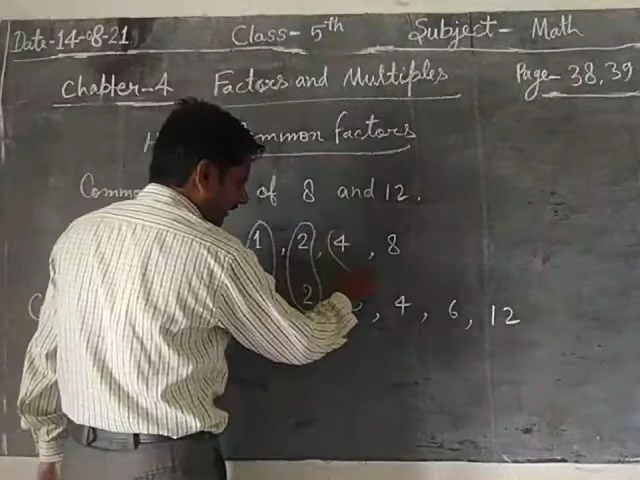 Date-14-08-21 Class- 5th Subject- Math
Chapter-4 Factors and Multiples Page- 38,39
Common Factors
of 8 and 12.
1, 2, 4, 8
2, 4, 6, 12